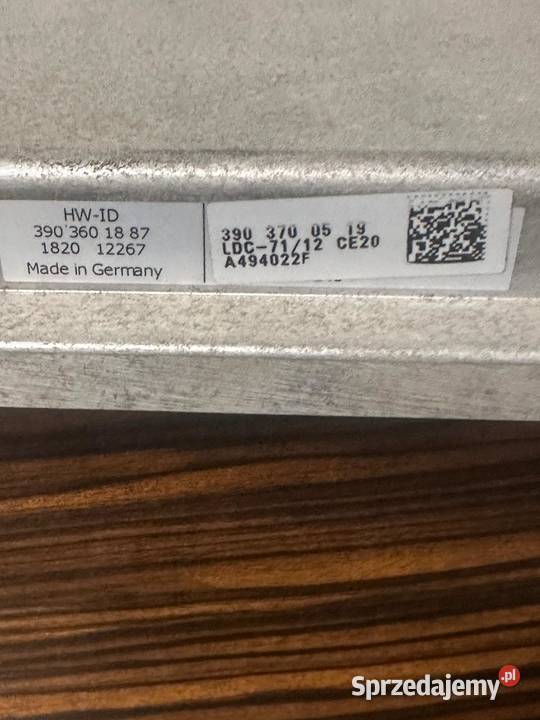 HW-ID
390 360 18 87
1820 12267
Made in Germany
390 370 05 19
LDC-71/12 CE20
A494022F
Sprzedajemy.pl